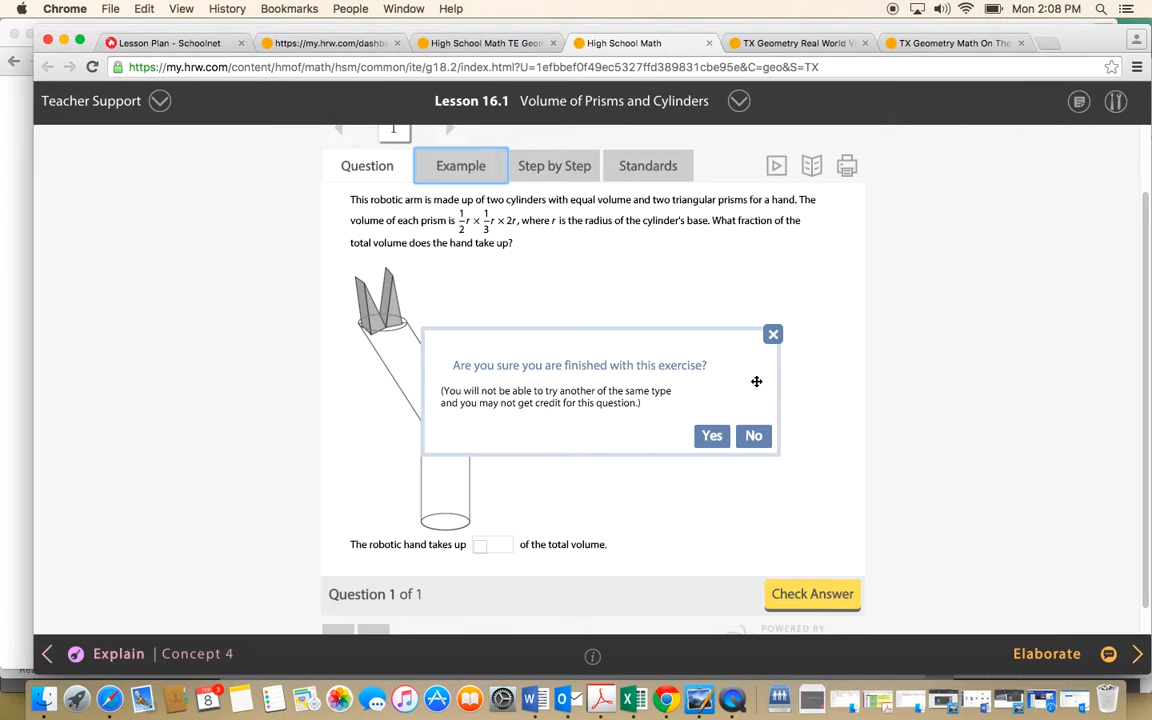 Chrome File Edit View History Bookmarks People Window Help Mon 2:08 PM
Lesson Plan - Schoolnet https://my.hrw.com/dashbo High School Math TE Geom High School Math TX Geometry Real World V TX Geometry Math On The
https://my.hrw.com/content/hmof/math/hsm/common/ite/g18.2/index.html?U=1efbbef0f49ec5327ffd389831cbe95e&C=geo&S=TX
Teacher Support Lesson 16.1 Volume of Prisms and Cylinders
1
Question Example Step by Step Standards
This robotic arm is made up of two cylinders with equal volume and two triangular prisms for a hand. The
volume of each prism is 1/2 r × 1/3 r × 2r, where r is the radius of the cylinder's base. What fraction of the
total volume does the hand take up?
Are you sure you are finished with this exercise?
(You will not be able to try another of the same type
and you may not get credit for this question.)
Yes No
The robotic hand takes up of the total volume.
Question 1 of 1 Check Answer
POWERED BY
Explain | Concept 4 Elaborate
FEB 3
8